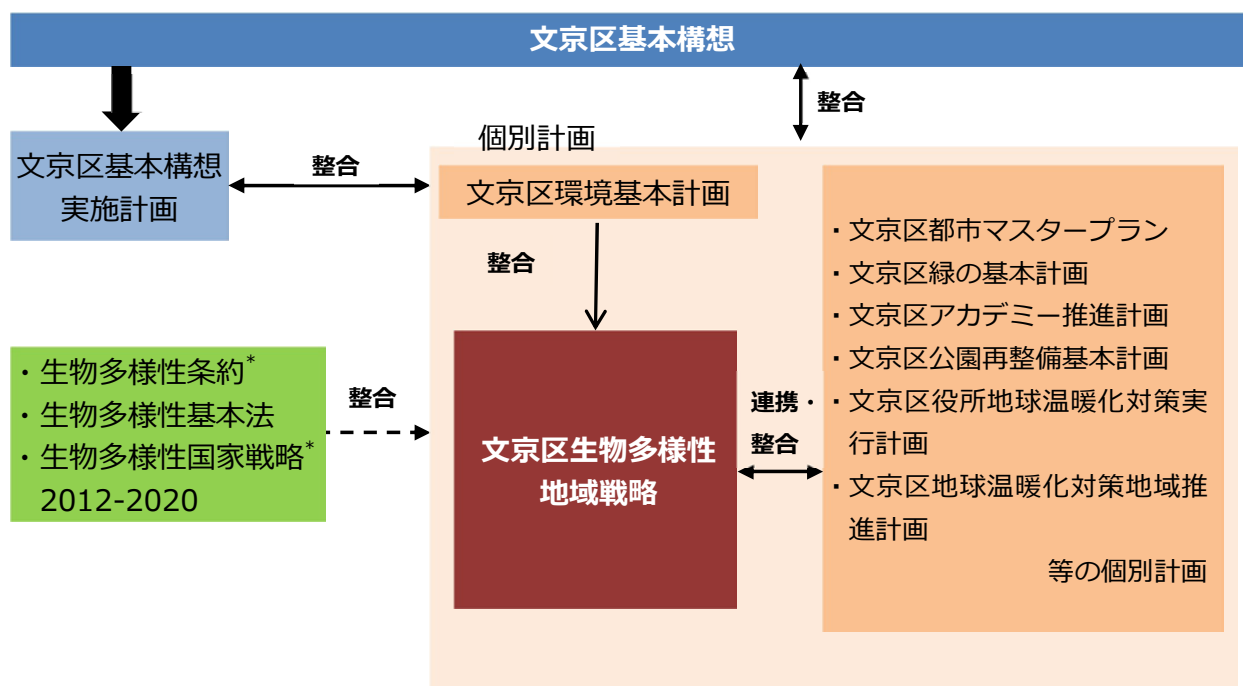 文京区基本構想
整合
文京区基本構想
実施計画
整合
個別計画
文京区環境基本計画
整合
・生物多様性条約*
・生物多様性基本法
・生物多様性国家戦略*
2012-2020
整合
文京区生物多様性
地域戦略
連携・
整合
・文京区都市マスタープラン
・文京区緑の基本計画
・文京区アカデミー推進計画
・文京区公園再整備基本計画
・文京区役所地球温暖化対策実
行計画
・文京区地球温暖化対策地域推
進計画
等の個別計画